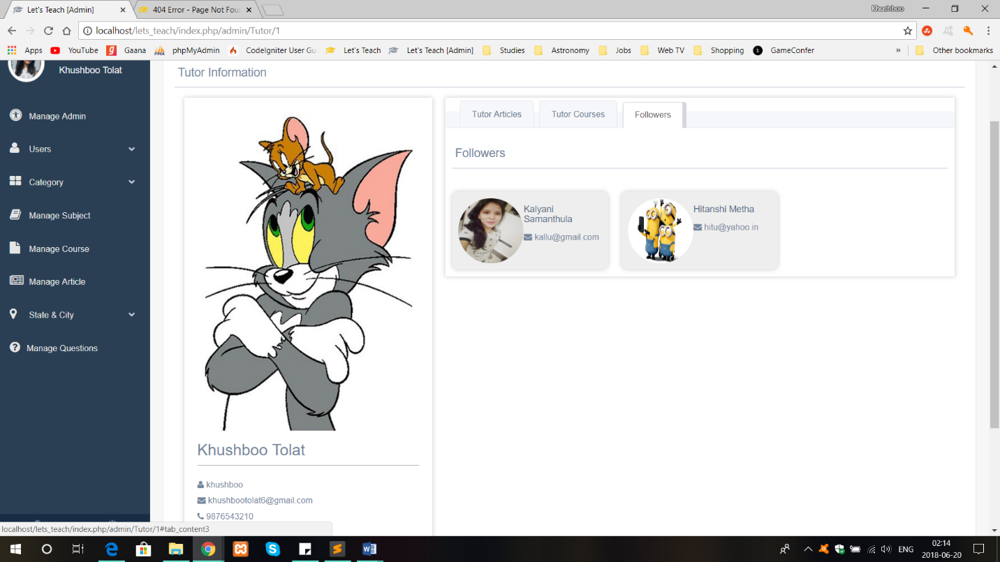 Let's Teach [Admin]
404 Error - Page Not Fou
Khushboo
localhost/lets_teach/index.php/admin/Tutor/1
Apps YouTube Gaana phpMyAdmin CodeIgniter User Gu Let's Teach Let's Teach [Admin] Studies Astronomy Jobs Web TV Shopping GameConfer » Other bookmarks
Khushboo Tolat
Manage Admin
Users
Category
Manage Subject
Manage Course
Manage Article
State & City
Manage Questions
Tutor Information
Khushboo Tolat
khushboo
khushbootolat6@gmail.com
9876543210
Tutor Articles Tutor Courses Followers
Followers
Kalyani
Samanthula
kallu@gmail.com
Hitanshi Metha
hitu@yahoo.in
localhost/lets_teach/index.php/admin/Tutor/1#tab_content3
ENG
02:14
2018-06-20